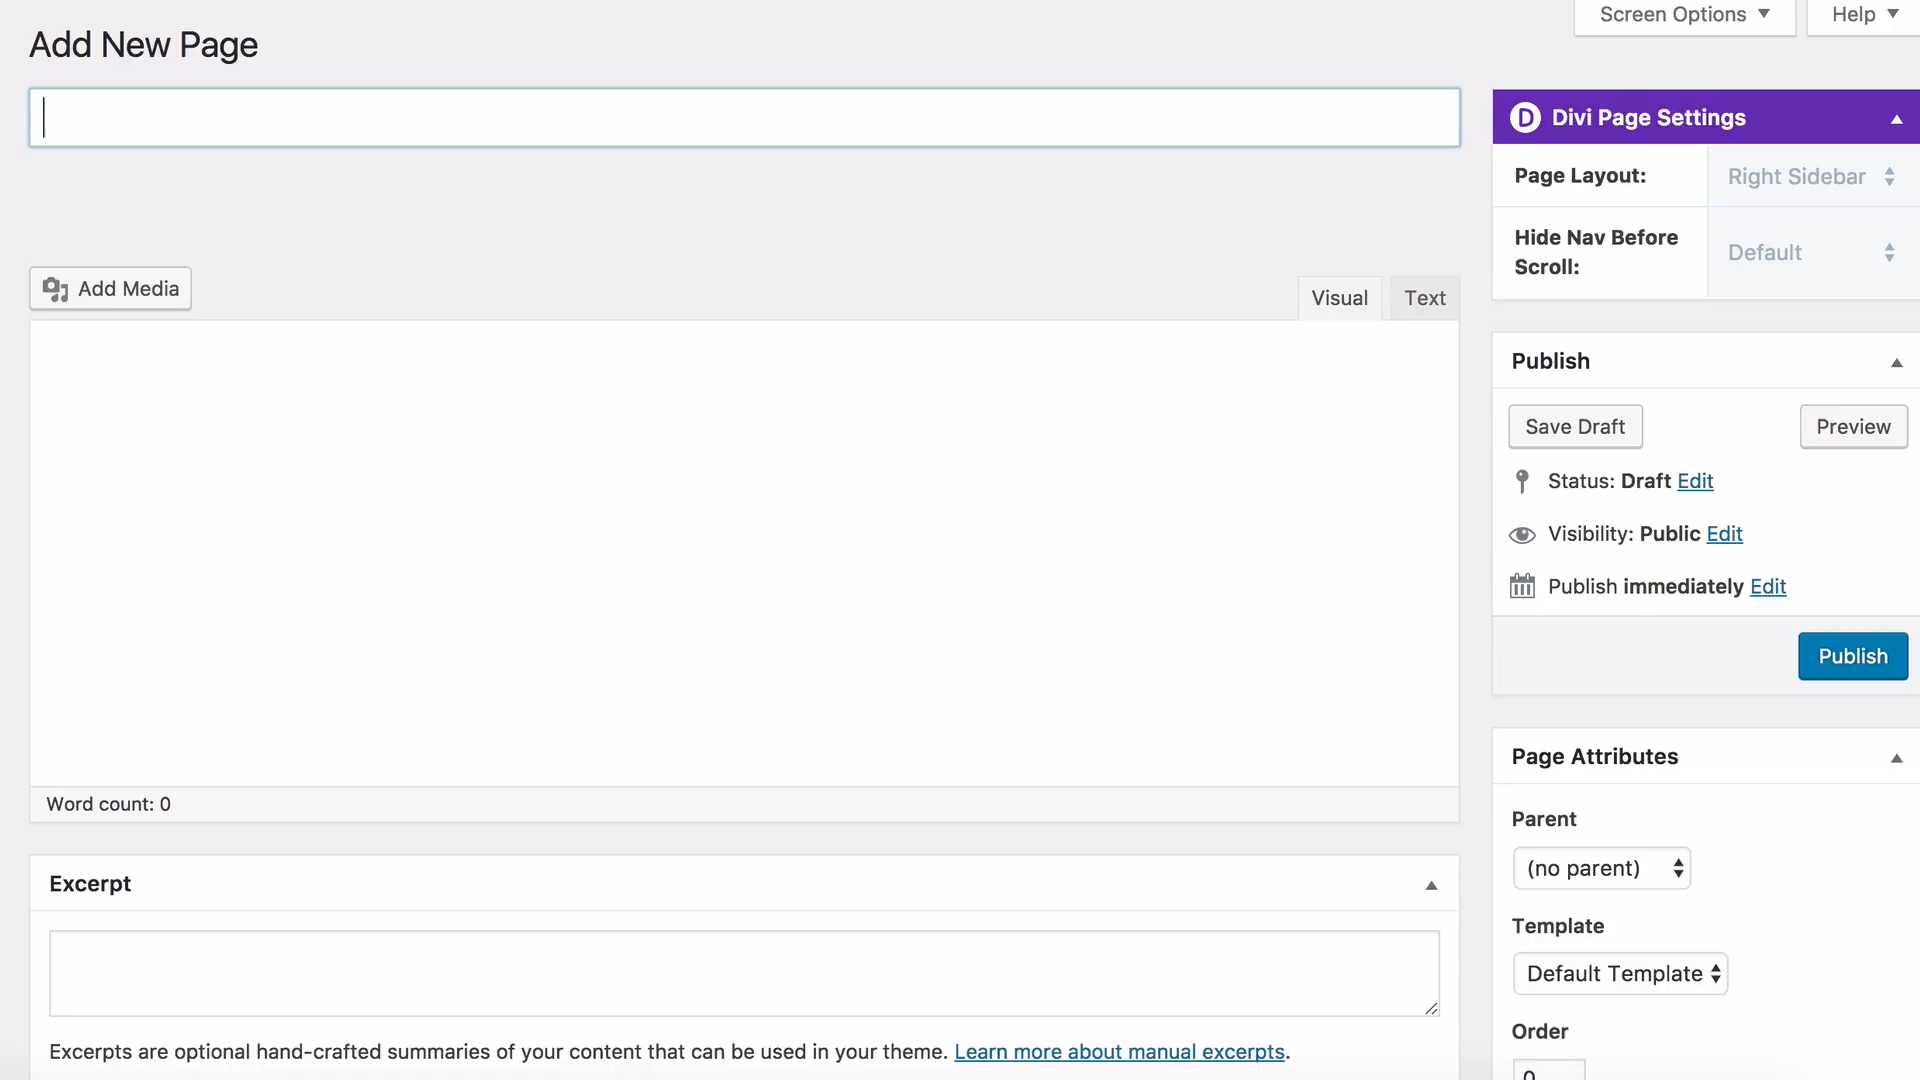 Screen Options ▼
Help ▼
Add New Page
D Divi Page Settings
Page Layout:
Right Sidebar
Hide Nav Before
Scroll:
Default
Add Media
Visual
Text
Publish
Save Draft
Preview
Status: Draft Edit
Visibility: Public Edit
Publish immediately Edit
Publish
Page Attributes
Parent
(no parent)
Template
Default Template
Order
0
Word count: 0
Excerpt
Excerpts are optional hand-crafted summaries of your content that can be used in your theme. Learn more about manual excerpts.